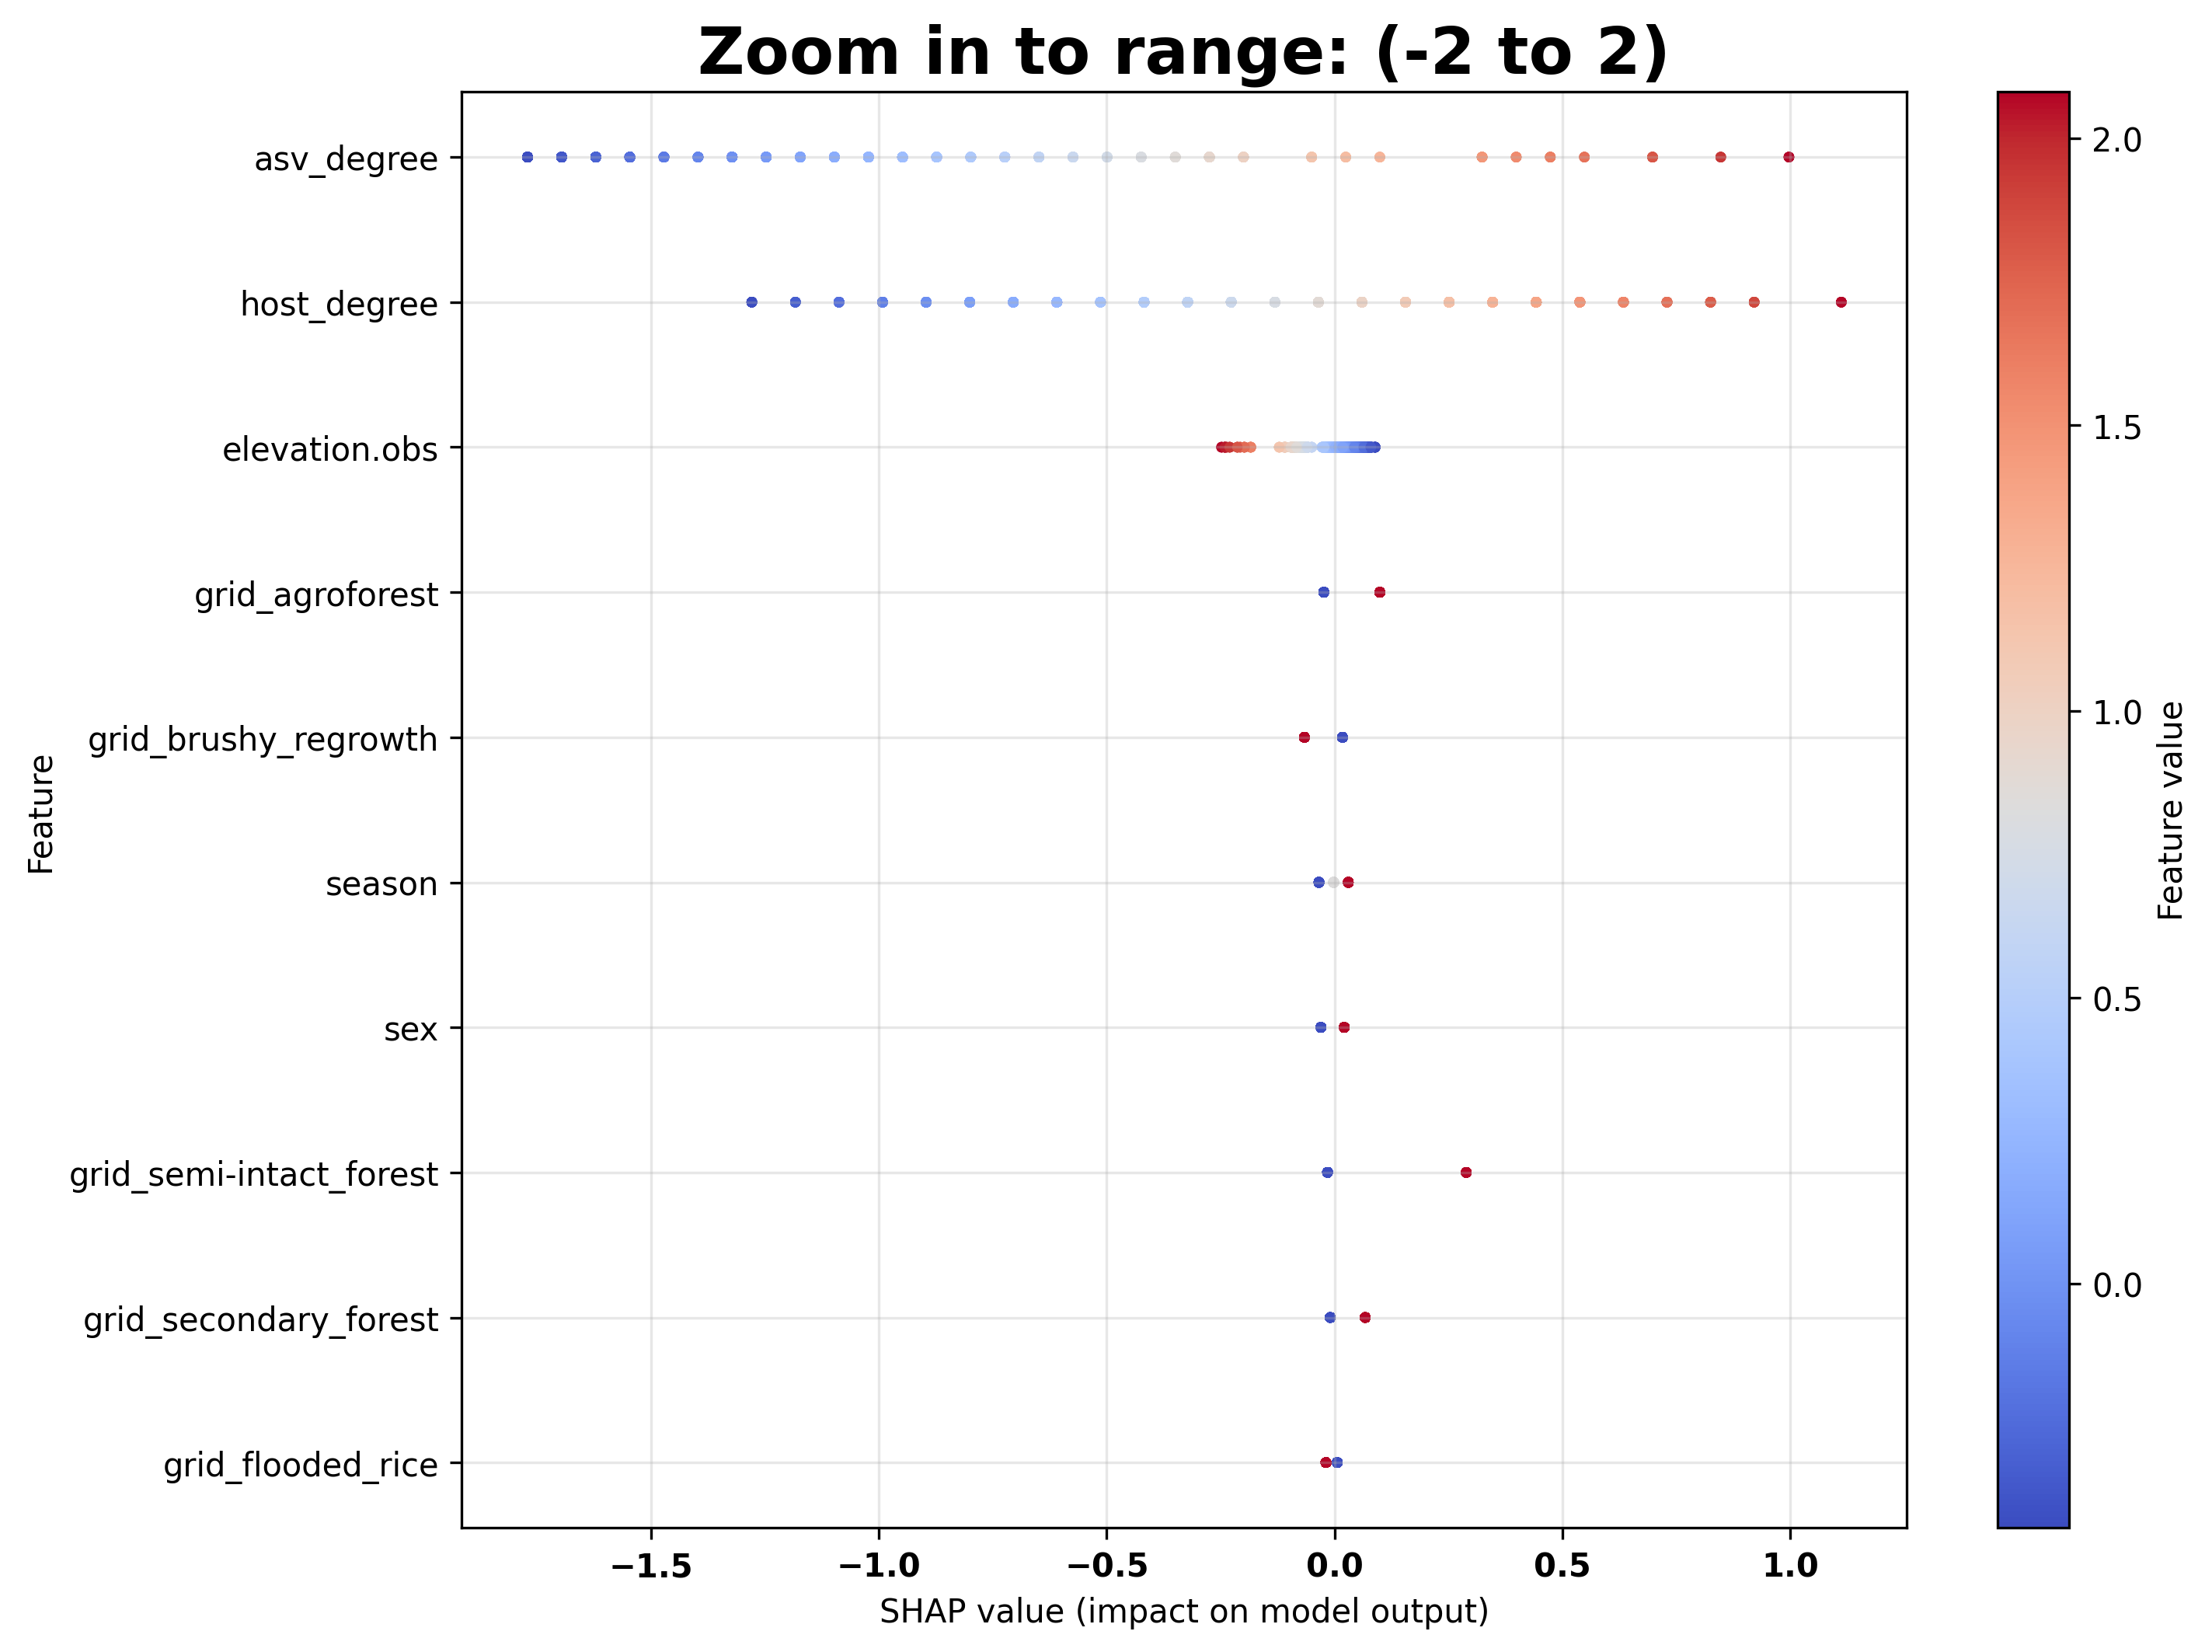 Zoom in to range: (-2 to 2)
asv_degree
host_degree
elevation.obs
grid_agroforest
grid_brushy_regrowth
season
sex
grid_semi-intact_forest
grid_secondary_forest
grid_flooded_rice
Feature
−1.5 −1.0 −0.5 0.0 0.5 1.0
SHAP value (impact on model output)
2.0
1.5
1.0
0.5
0.0
Feature value